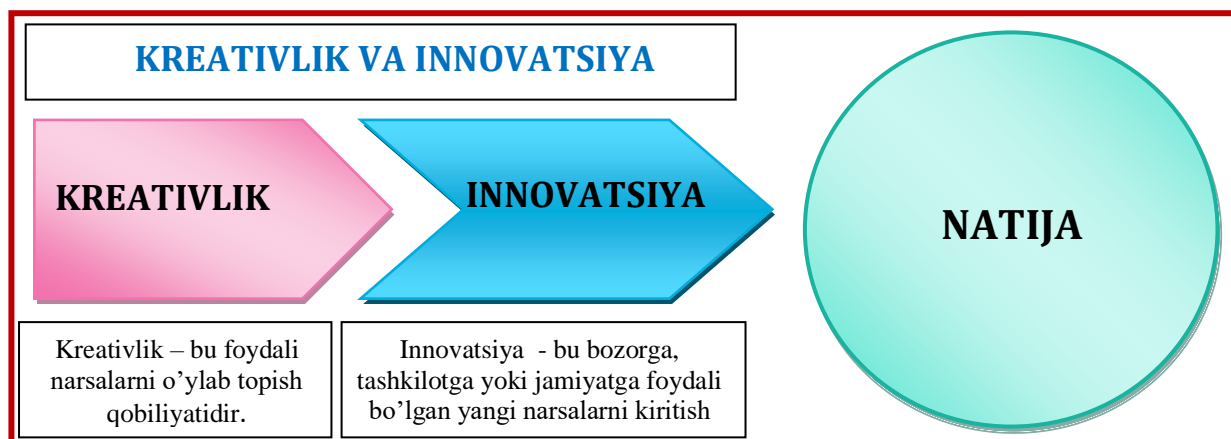 KREATIVLIK VA INNOVATSIYA
KREATIVLIK
INNOVATSIYA
NATIJA
Kreativlik – bu foydali
narsalarni o’ylab topish
qobiliyatidir.
Innovatsiya - bu bozorga,
tashkilotga yoki jamiyatga foydali
bo’lgan yangi narsalarni kiritish